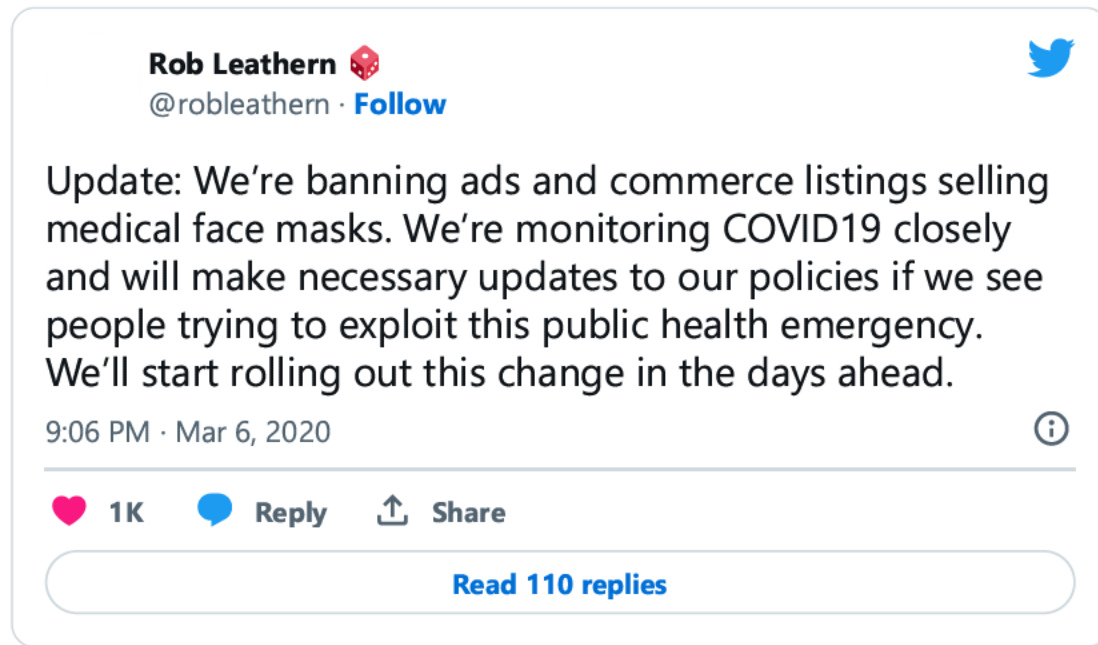 Rob Leathern
@robleathern · Follow
Update: We’re banning ads and commerce listings selling
medical face masks. We’re monitoring COVID19 closely
and will make necessary updates to our policies if we see
people trying to exploit this public health emergency.
We’ll start rolling out this change in the days ahead.
9:06 PM · Mar 6, 2020
1K Reply Share
Read 110 replies